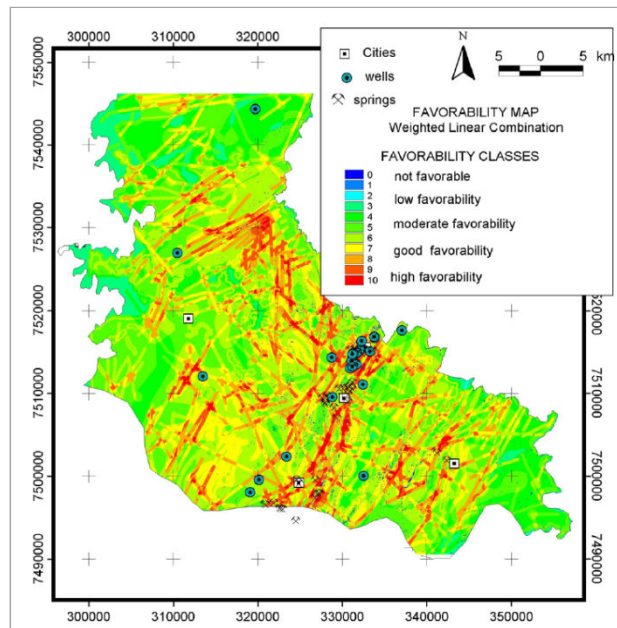 300000 310000 320000
7550000
7540000
7530000
7520000
7510000
7500000
7490000
N
5 0 5 km
Cities
wells
springs
FAVORABILITY MAP
Weighted Linear Combination
FAVORABILITY CLASSES
0 not favorable
1
2 low favorability
3
4 moderate favorability
5
6
7 good favorability
8
9
10 high favorability
7520000
7510000
7500000
7490000
300000 310000 320000 330000 340000 350000